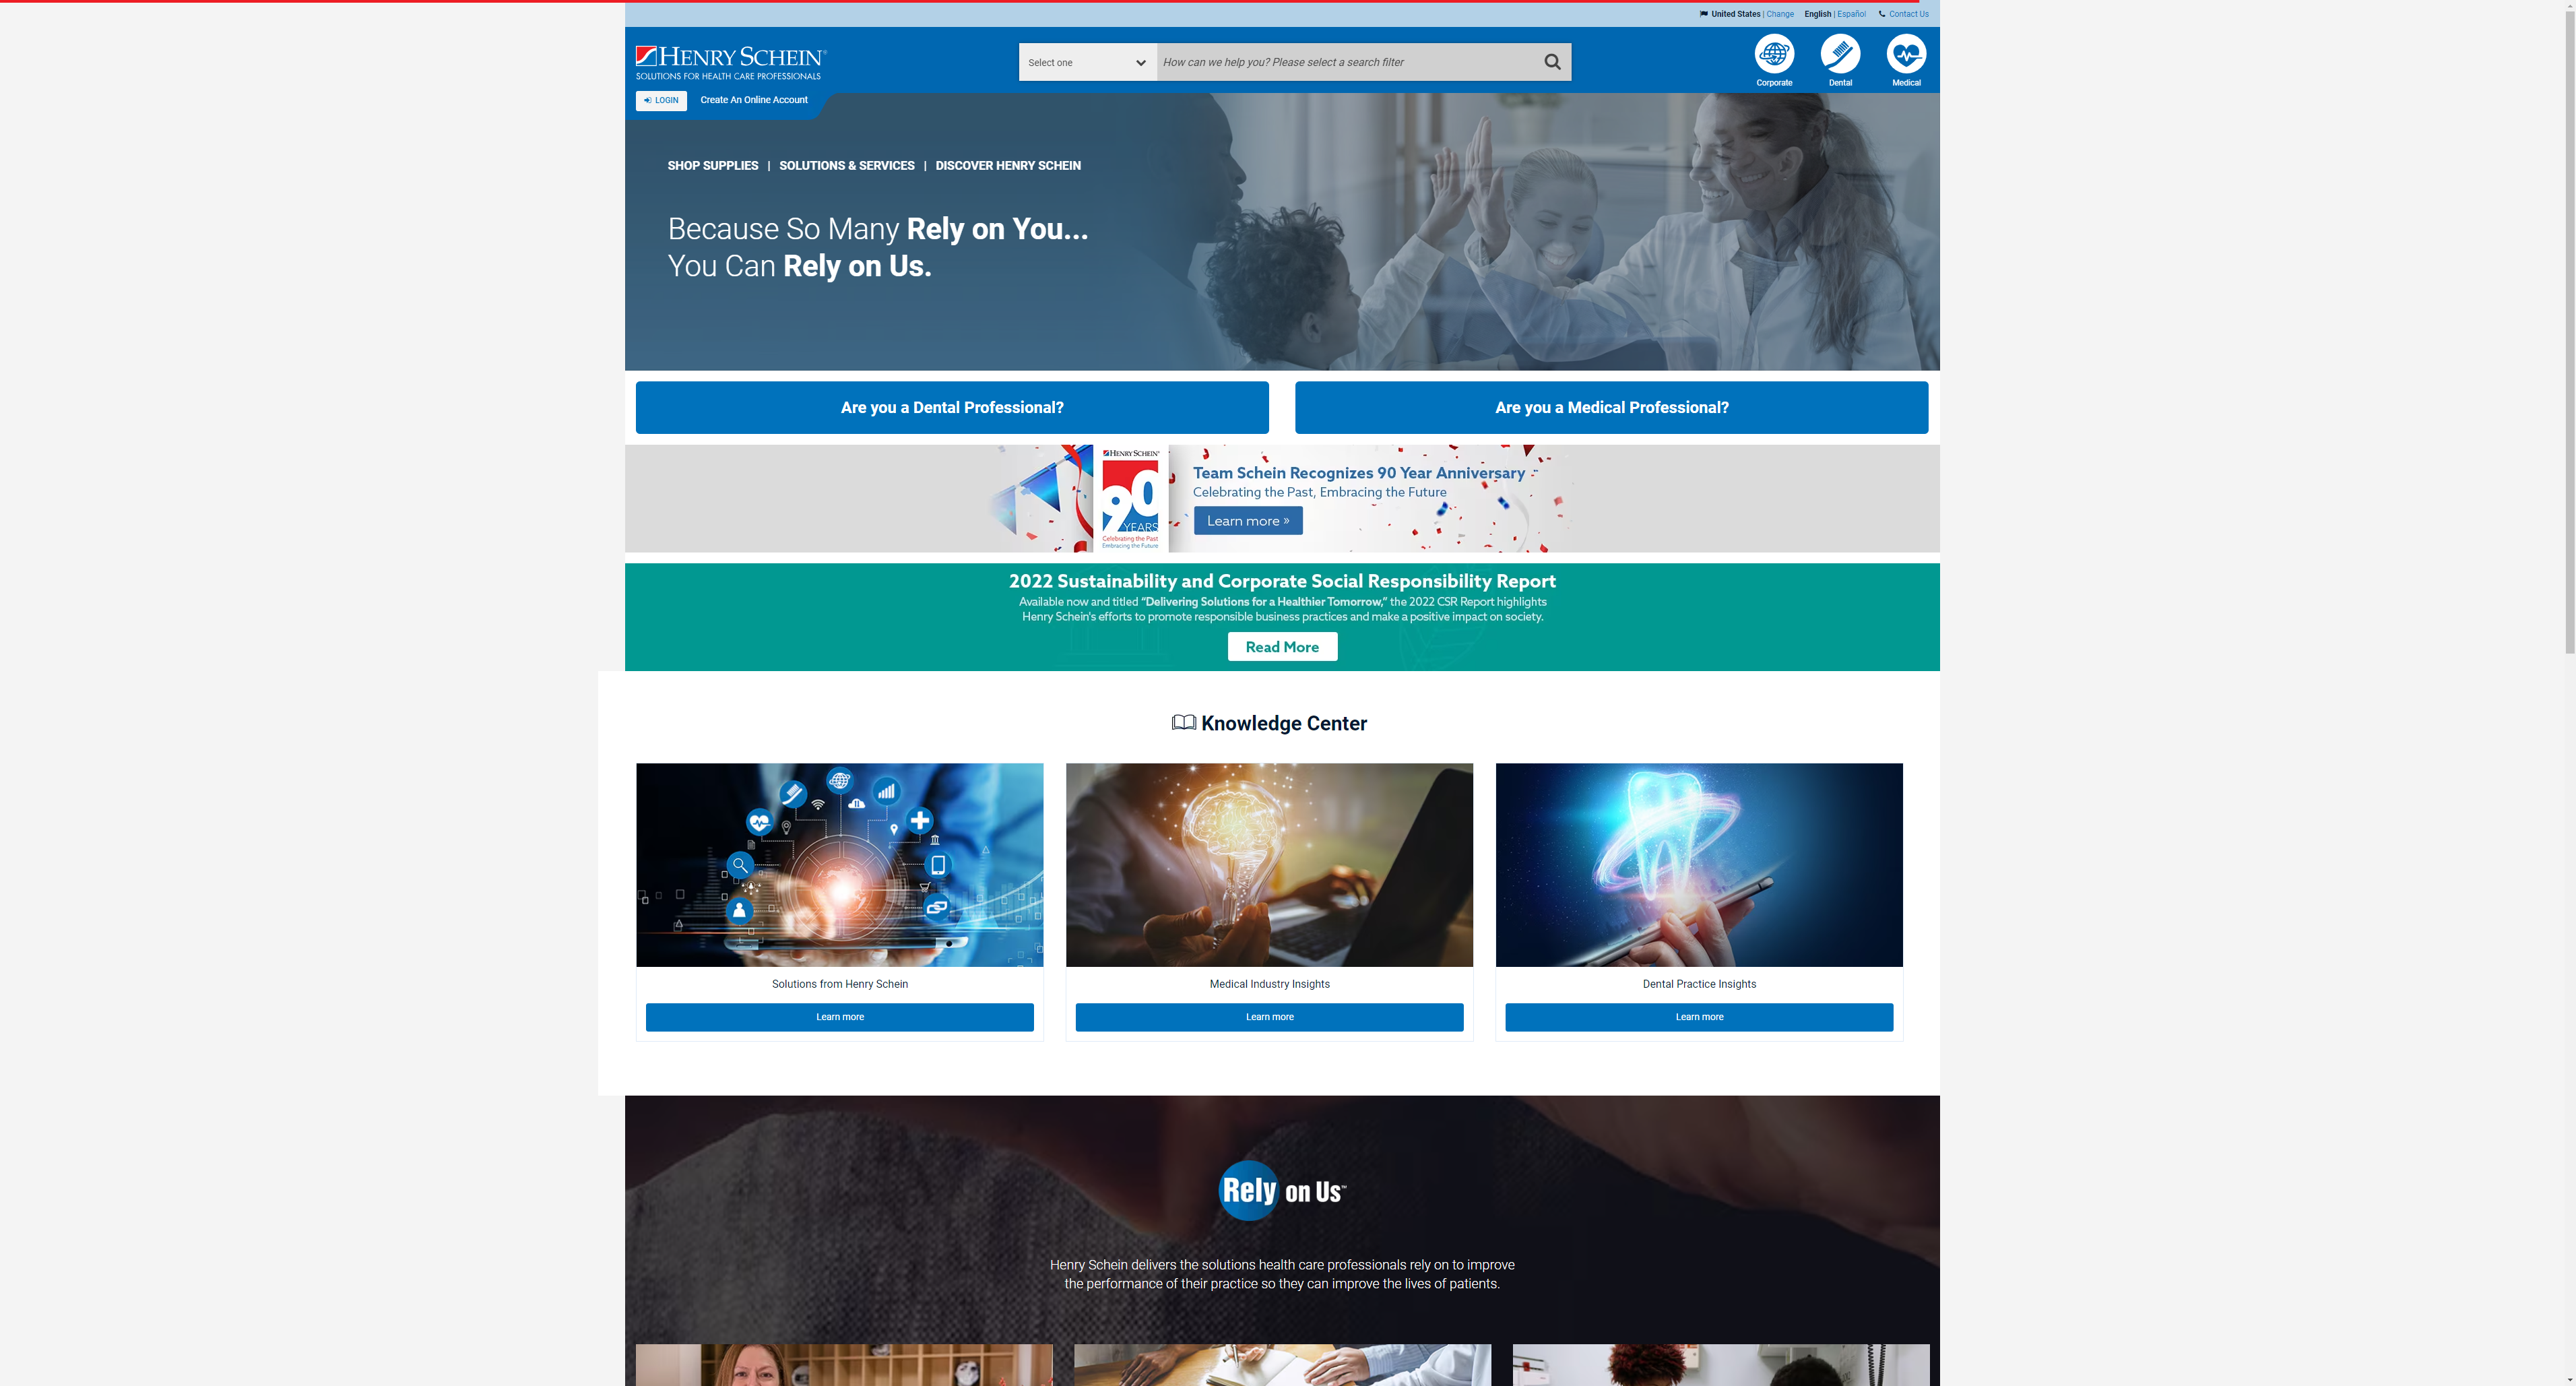 United States | Change English | Español Contact Us
HENRY SCHEIN®
SOLUTIONS FOR HEALTH CARE PROFESSIONALS
Select one
How can we help you? Please select a search filter
Corporate
Dental
Medical
LOGIN
Create An Online Account
SHOP SUPPLIES | SOLUTIONS & SERVICES | DISCOVER HENRY SCHEIN
Because So Many Rely on You...
You Can Rely on Us.
Are you a Dental Professional?
Are you a Medical Professional?
HENRY SCHEIN®
90
YEARS
Celebrating the Past
Embracing the Future
Team Schein Recognizes 90 Year Anniversary
Celebrating the Past, Embracing the Future
Learn more »
2022 Sustainability and Corporate Social Responsibility Report
Available now and titled “Delivering Solutions for a Healthier Tomorrow,” the 2022 CSR Report highlights
Henry Schein's efforts to promote responsible business practices and make a positive impact on society.
Read More
Knowledge Center
Solutions from Henry Schein
Learn more
Medical Industry Insights
Learn more
Dental Practice Insights
Learn more
Rely on Us™
Henry Schein delivers the solutions health care professionals rely on to improve
the performance of their practice so they can improve the lives of patients.